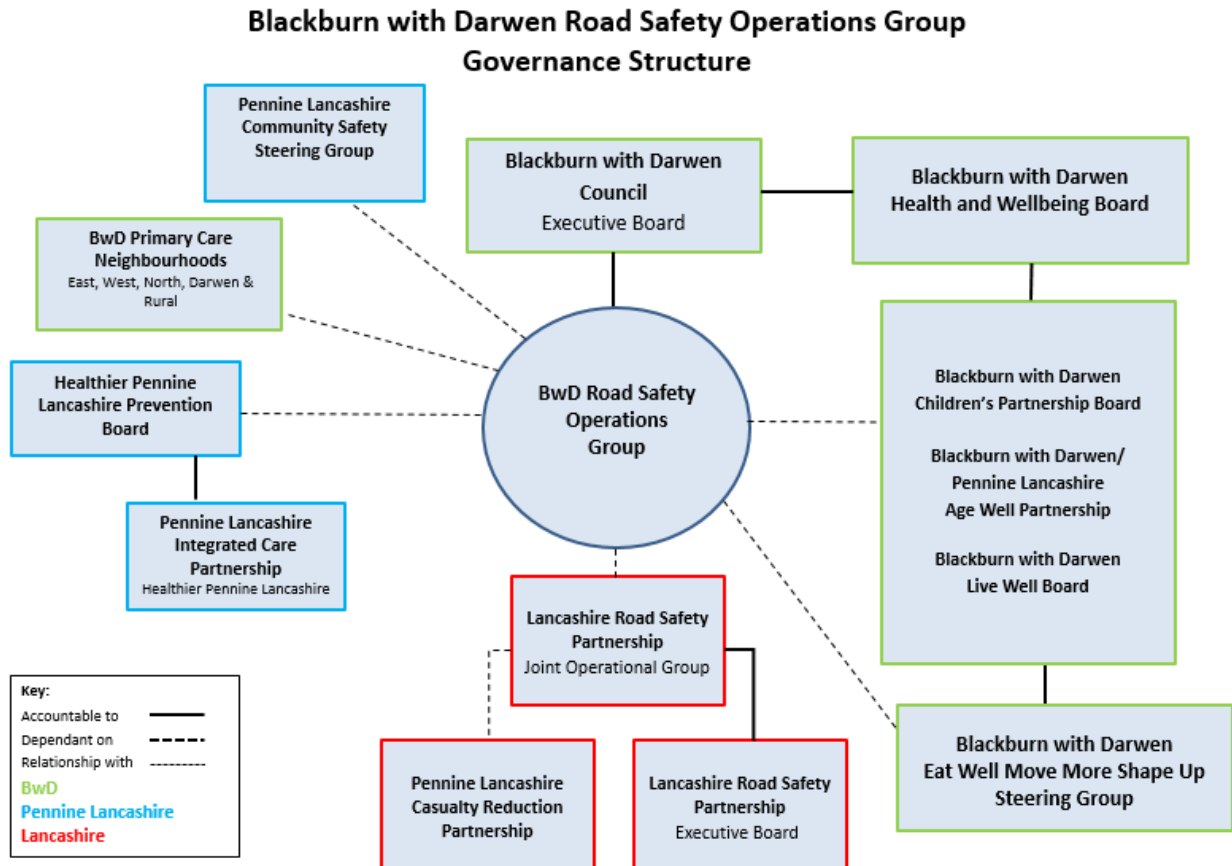 Blackburn with Darwen Road Safety Operations Group
Governance Structure
Pennine Lancashire
Community Safety
Steering Group
Blackburn with Darwen
Council
Executive Board
Blackburn with Darwen
Health and Wellbeing Board
BwD Primary Care
Neighbourhoods
East, West, North, Darwen &
Rural
Healthier Pennine
Lancashire Prevention
Board
BwD Road Safety
Operations
Group
Blackburn with Darwen
Children’s Partnership Board
Blackburn with Darwen/
Pennine Lancashire
Age Well Partnership
Blackburn with Darwen
Live Well Board
Pennine Lancashire
Integrated Care
Partnership
Healthier Pennine Lancashire
Lancashire Road Safety
Partnership
Joint Operational Group
Key:
Accountable to
Dependant on
Relationship with
BwD
Pennine Lancashire
Lancashire
Pennine Lancashire
Casualty Reduction
Partnership
Lancashire Road Safety
Partnership
Executive Board
Blackburn with Darwen
Eat Well Move More Shape Up
Steering Group